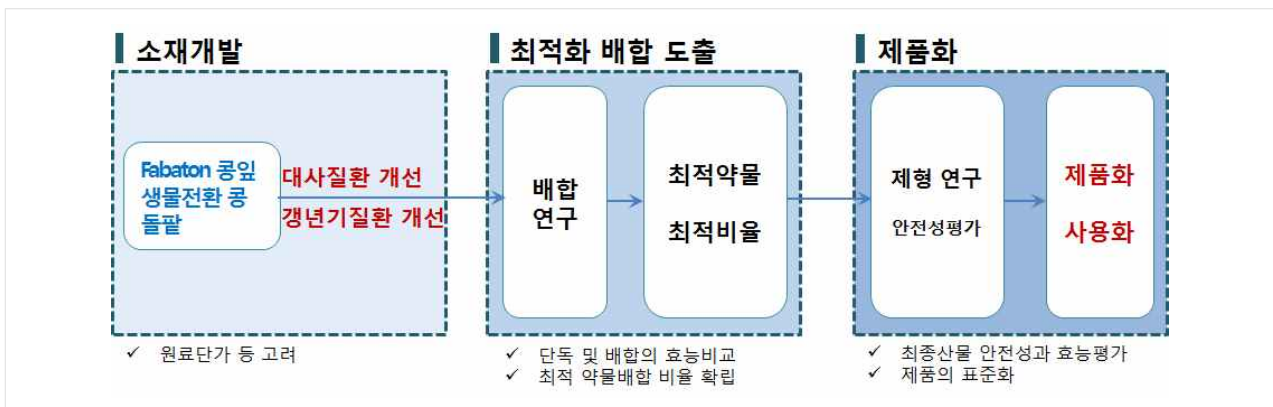 소재개발
Fabaton 콩잎
생물전환 콩
돌팥
대사질환 개선
갱년기질환 개선
✓ 원료단가 등 고려
최적화 배합 도출
배합
연구
최적약물
최적비율
✓ 단독 및 배합의 효능비교
✓ 최적 약물배합 비율 확립
제품화
제형 연구
안전성평가
제품화
사용화
✓ 최종산물 안전성과 효능평가
✓ 제품의 표준화